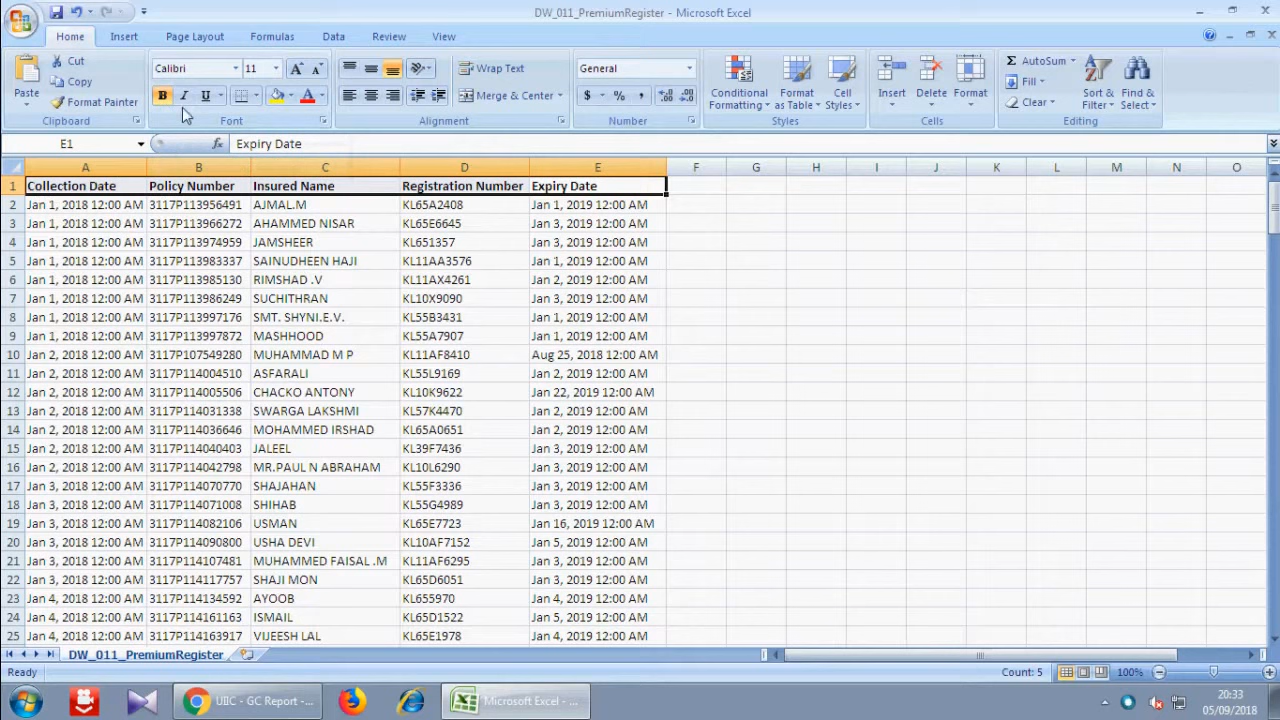 DW_011_PremiumRegister - Microsoft Excel
Home Insert Page Layout Formulas Data Review View
Paste
Cut
Copy
Format Painter
Clipboard
Calibri 11
B I U A
Font
Wrap Text
Merge & Center
Alignment
General
$ % ,
Number
Conditional Formatting
Format as Table
Cell Styles
Styles
Insert Delete Format
Cells
Σ AutoSum
Fill
Clear
Sort & Filter
Find & Select
Editing
E1 fx Expiry Date
A B C D E F G H I J K L M N O
1 Collection Date Policy Number Insured Name Registration Number Expiry Date
2 Jan 1, 2018 12:00 AM 3117P113956491 AJMAL.M KL65A2408 Jan 1, 2019 12:00 AM
3 Jan 1, 2018 12:00 AM 3117P113966272 AHAMMED NISAR KL65E6645 Jan 3, 2019 12:00 AM
4 Jan 1, 2018 12:00 AM 3117P113974959 JAMSHEER KL651357 Jan 3, 2019 12:00 AM
5 Jan 1, 2018 12:00 AM 3117P113983337 SAINUDHEEN HAJI KL11AA3576 Jan 1, 2019 12:00 AM
6 Jan 1, 2018 12:00 AM 3117P113985130 RIMSHAD .V KL11AX4261 Jan 2, 2019 12:00 AM
7 Jan 1, 2018 12:00 AM 3117P113986249 SUCHITHRAN KL10X9090 Jan 3, 2019 12:00 AM
8 Jan 1, 2018 12:00 AM 3117P113997176 SMT. SHYNI.E.V. KL55B3431 Jan 1, 2019 12:00 AM
9 Jan 1, 2018 12:00 AM 3117P113997872 MASHHOOD KL55A7907 Jan 1, 2019 12:00 AM
10 Jan 2, 2018 12:00 AM 3117P107549280 MUHAMMAD M P KL11AF8410 Aug 25, 2018 12:00 AM
11 Jan 2, 2018 12:00 AM 3117P114004510 ASFARALI KL55L9169 Jan 2, 2019 12:00 AM
12 Jan 2, 2018 12:00 AM 3117P114005506 CHACKO ANTONY KL10K9622 Jan 22, 2019 12:00 AM
13 Jan 2, 2018 12:00 AM 3117P114031338 SWARGA LAKSHMI KL57K4470 Jan 2, 2019 12:00 AM
14 Jan 2, 2018 12:00 AM 3117P114036646 MOHAMMED IRSHAD KL65A0651 Jan 2, 2019 12:00 AM
15 Jan 2, 2018 12:00 AM 3117P114040403 JALEEL KL39F7436 Jan 3, 2019 12:00 AM
16 Jan 2, 2018 12:00 AM 3117P114042798 MR.PAUL N ABRAHAM KL10L6290 Jan 3, 2019 12:00 AM
17 Jan 3, 2018 12:00 AM 3117P114070770 SHAJAHAN KL55F3336 Jan 3, 2019 12:00 AM
18 Jan 3, 2018 12:00 AM 3117P114071008 SHIHAB KL55G4989 Jan 3, 2019 12:00 AM
19 Jan 3, 2018 12:00 AM 3117P114082106 USMAN KL65E7723 Jan 16, 2019 12:00 AM
20 Jan 3, 2018 12:00 AM 3117P114090800 USHA DEVI KL10AF7152 Jan 5, 2019 12:00 AM
21 Jan 3, 2018 12:00 AM 3117P114107481 MUHAMMED FAISAL .M KL11AF6295 Jan 3, 2019 12:00 AM
22 Jan 3, 2018 12:00 AM 3117P114117757 SHAJI MON KL65D6051 Jan 3, 2019 12:00 AM
23 Jan 4, 2018 12:00 AM 3117P114134592 AYOOB KL655970 Jan 4, 2019 12:00 AM
24 Jan 4, 2018 12:00 AM 3117P114161163 ISMAIL KL65D1522 Jan 5, 2019 12:00 AM
25 Jan 4, 2018 12:00 AM 3117P114163917 VIJEESH LAL KL65E1978 Jan 4, 2019 12:00 AM
DW_011_PremiumRegister
Ready Count: 5 100%
UIIC - GC Report -... Microsoft Excel - ... 20:33
05/09/2018